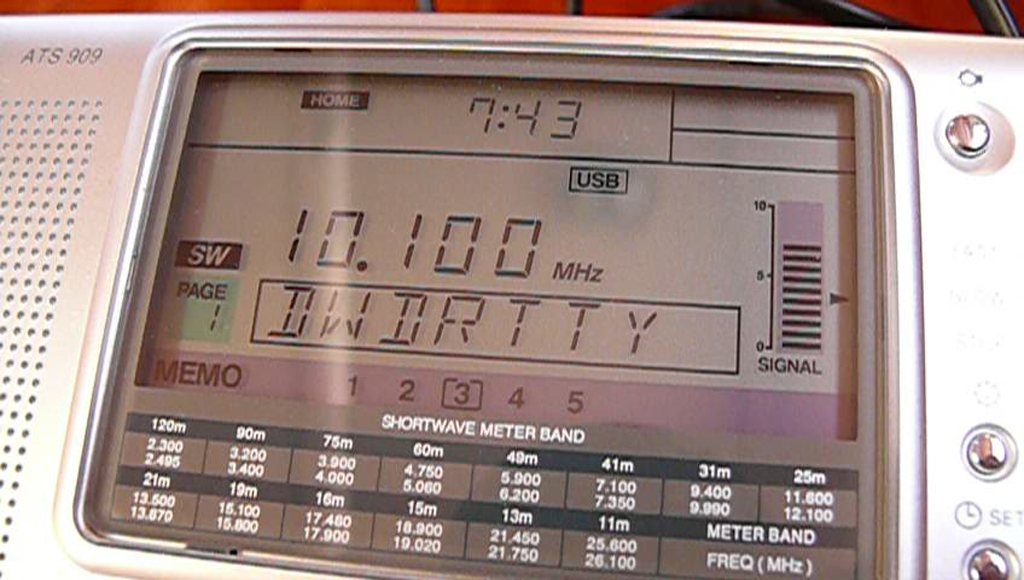 ATS 909
HOME 7:43
USB
10.100 MHz
SW
PAGE
1
DWDRTTY
10
5
0
SIGNAL
MEMO 1 2 3 4 5
SHORTWAVE METER BAND
120m 90m 75m 60m 49m 41m 31m 25m
2.300 3.200 3.900 4.750 5.900 7.100 9.400 11.600
2.495 3.400 4.000 5.060 6.200 7.350 9.990 12.100
21m 19m 16m 15m 13m 11m METER BAND
13.500 15.100 17.480 18.900 21.450 25.600 FREQ (MHz)
13.870 15.800 17.900 19.020 21.750 26.100
SET